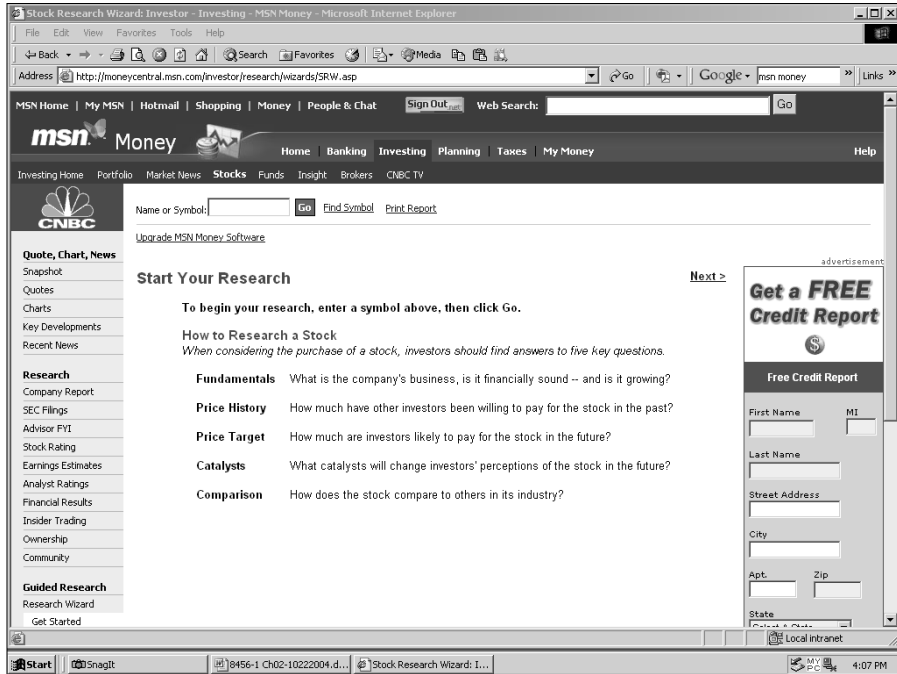 Stock Research Wizard: Investor - Investing - MSN Money - Microsoft Internet Explorer
File Edit View Favorites Tools Help
Back Search Favorites Media
Address http://moneycentral.msn.com/investor/research/wizards/SRW.asp Go Google msn money » Links »
MSN Home | My MSN | Hotmail | Shopping | Money | People & Chat Sign Out .net Web Search: Go
msn Money
Home Banking Investing Planning Taxes My Money Help
Investing Home Portfolio Market News Stocks Funds Insight Brokers CNBC TV
CNBC
Name or Symbol: Go Find Symbol Print Report
Upgrade MSN Money Software
Quote, Chart, News
Snapshot
Quotes
Charts
Key Developments
Recent News
Research
Company Report
SEC Filings
Advisor FYI
Stock Rating
Earnings Estimates
Analyst Ratings
Financial Results
Insider Trading
Ownership
Community
Guided Research
Research Wizard
Get Started
Start Your Research Next >
To begin your research, enter a symbol above, then click Go.
How to Research a Stock
When considering the purchase of a stock, investors should find answers to five key questions.
Fundamentals What is the company's business, is it financially sound -- and is it growing?
Price History How much have other investors been willing to pay for the stock in the past?
Price Target How much are investors likely to pay for the stock in the future?
Catalysts What catalysts will change investors' perceptions of the stock in the future?
Comparison How does the stock compare to others in its industry?
advertisement
Get a FREE
Credit Report
$
Free Credit Report
First Name MI
Last Name
Street Address
City
Apt. Zip
State
Select A State
Local intranet
Start SnagIt 8456-1 Ch02-10222004.d... Stock Research Wizard: I... MY PC 4:07 PM